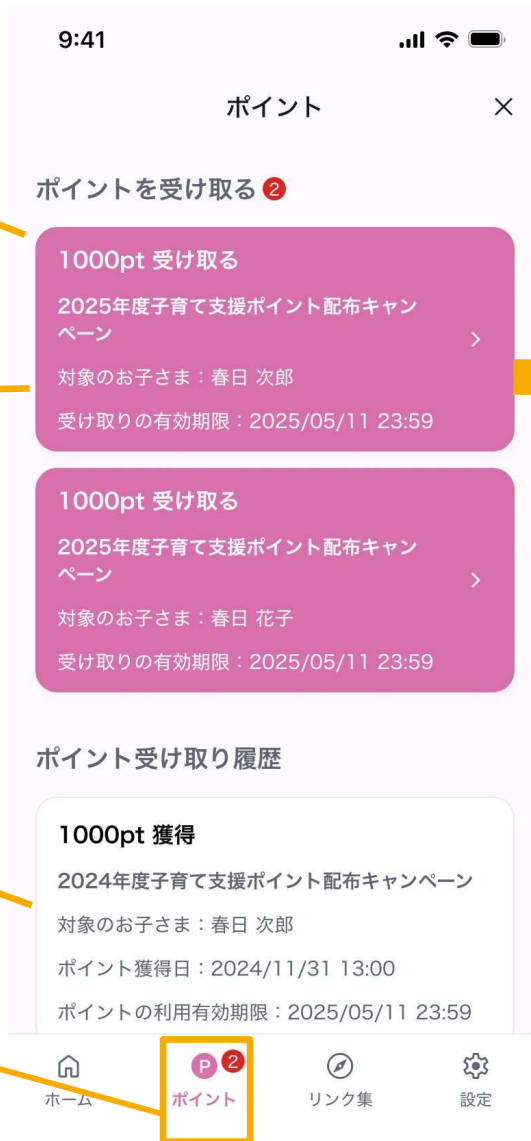 9:41
ポイント
ポイントを受け取る 2
1000pt 受け取る
2025年度子育て支援ポイント配布キャン
ペーン
対象のお子さま：春日 次郎
受け取りの有効期限：2025/05/11 23:59
1000pt 受け取る
2025年度子育て支援ポイント配布キャン
ペーン
対象のお子さま：春日 花子
受け取りの有効期限：2025/05/11 23:59
ポイント受け取り履歴
1000pt 獲得
2024年度子育て支援ポイント配布キャンペーン
対象のお子さま：春日 次郎
ポイント獲得日：2024/11/31 13:00
ポイントの利用有効期限：2025/05/11 23:59
P 2
ホーム ポイント リンク集 設定